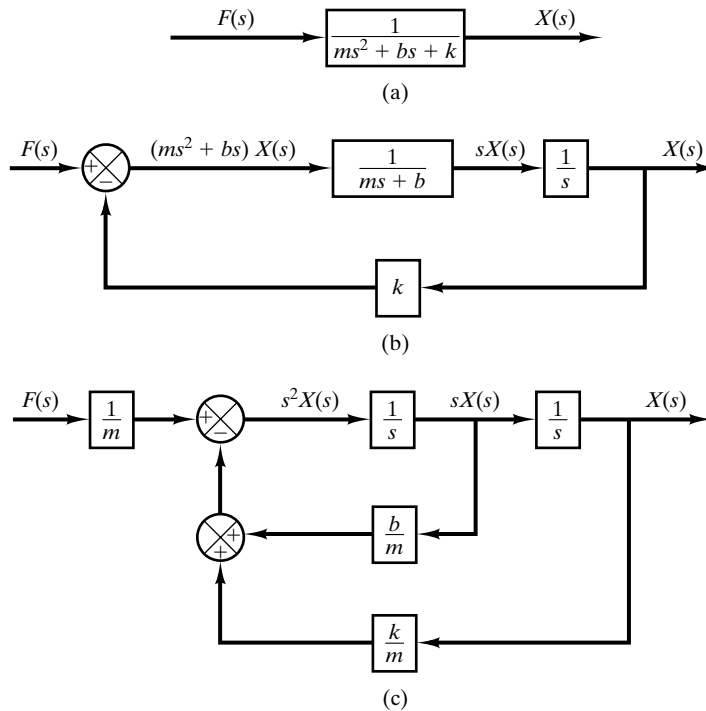 F(s) 1/(ms² + bs + k) X(s)
(a)
F(s) + − (ms² + bs) X(s) 1/(ms + b) sX(s) 1/s X(s)
k
(b)
F(s) 1/m + − s²X(s) 1/s sX(s) 1/s X(s)
+ + b/m
k/m
(c)